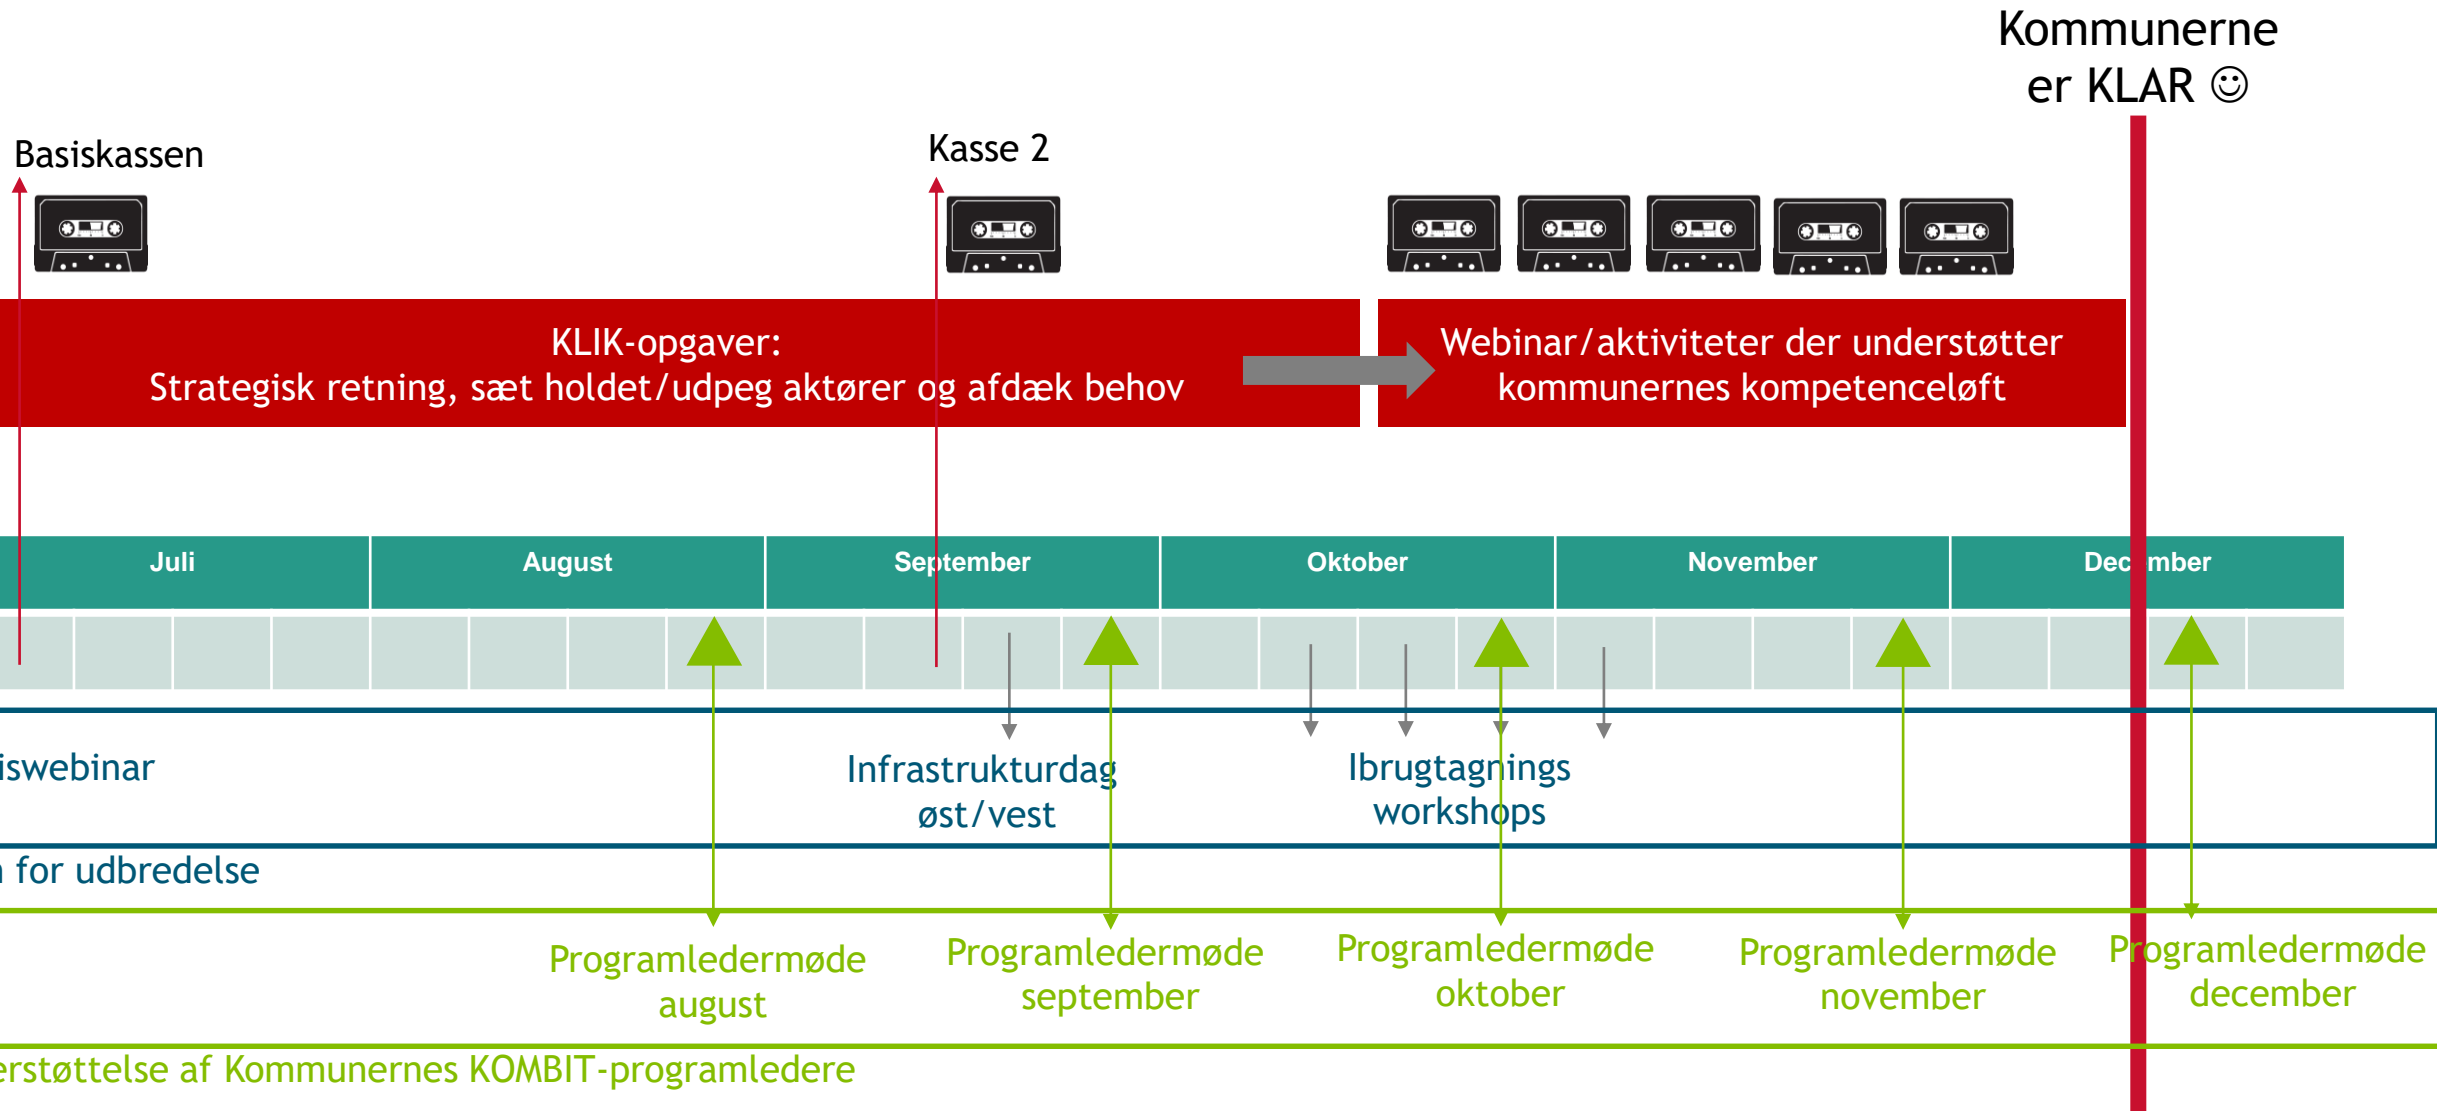 Kommunerne
er KLAR ☺
Basiskassen
Kasse 2
KLIK-opgaver:
Strategisk retning, sæt holdet/udpeg aktører og afdæk behov
Webinar/aktiviteter der understøtter
kommunernes kompetenceløft
Juli August September Oktober November December
iswebinar
Infrastrukturdag
øst/vest
Ibrugtagnings
workshops
for udbredelse
Programledermøde
august
Programledermøde
september
Programledermøde
oktober
Programledermøde
november
Programledermøde
december
erstøttelse af Kommunernes KOMBIT-programledere